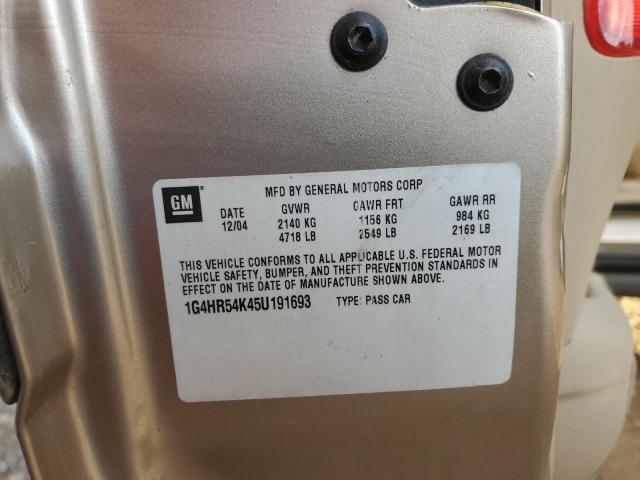 MFD BY GENERAL MOTORS CORP
GM
DATE GVWR GAWR FRT GAWR RR
12/04 2140 KG 1156 KG 984 KG
4718 LB 2549 LB 2169 LB
THIS VEHICLE CONFORMS TO ALL APPLICABLE U.S. FEDERAL MOTOR
VEHICLE SAFETY, BUMPER, AND THEFT PREVENTION STANDARDS IN
EFFECT ON THE DATE OF MANUFACTURE SHOWN ABOVE.
1G4HR54K45U191693 TYPE: PASS CAR